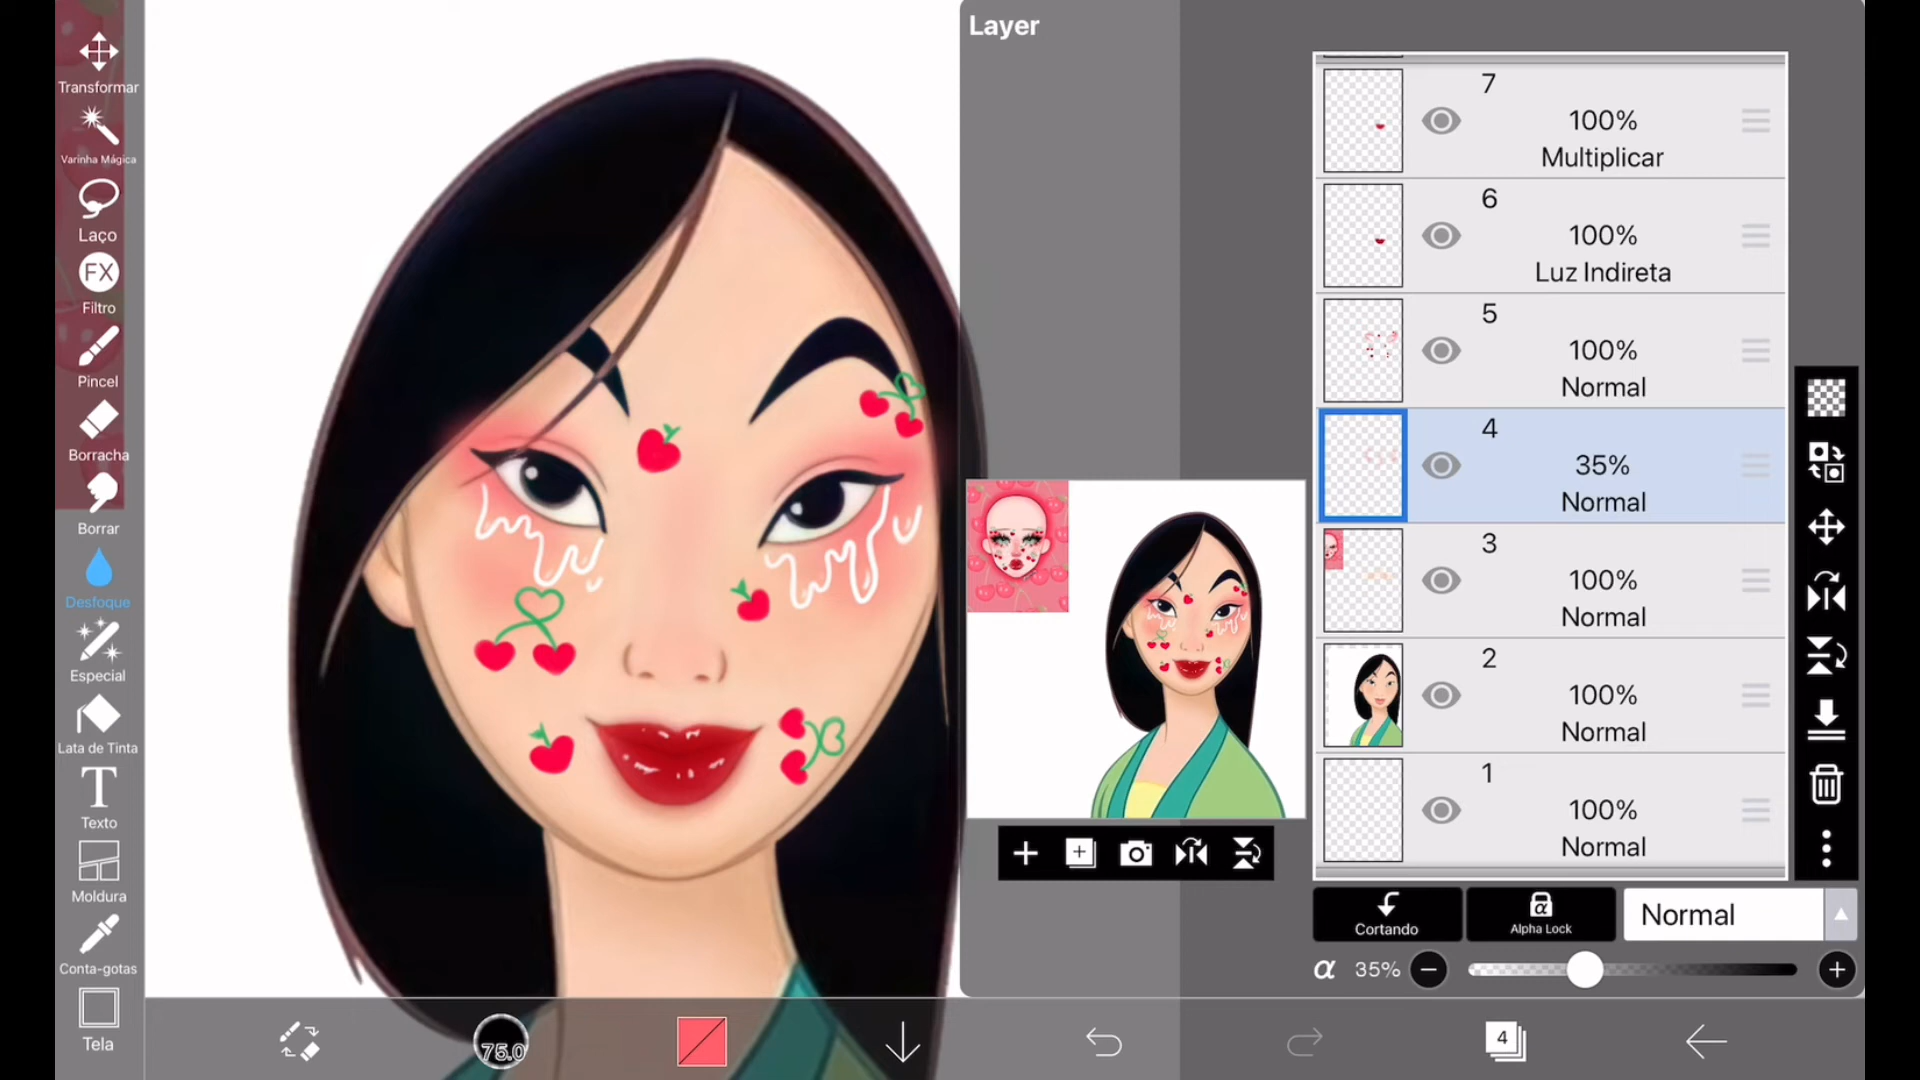 Layer
Transformar
Varinha Mágica
Laço
FX
Filtro
Pincel
Borracha
Borrar
Desfoque
Especial
Lata de Tinta
T
Texto
Moldura
Conta-gotas
Tela
7
100%
Multiplicar
6
100%
Luz Indireta
5
100%
Normal
4
35%
Normal
3
100%
Normal
2
100%
Normal
1
100%
Normal
Cortando
α
Alpha Lock
Normal
α 35%
75.0
4